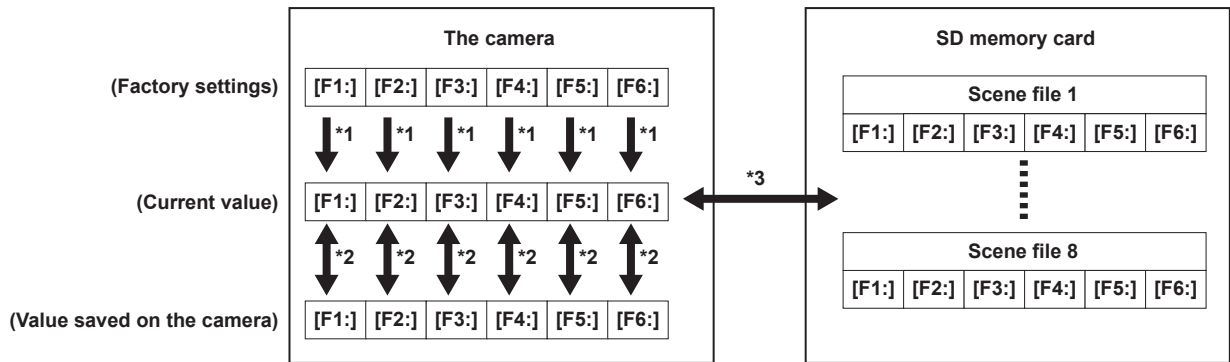 The camera
SD memory card
(Factory settings)
[F1:] [F2:] [F3:] [F4:] [F5:] [F6:]
Scene file 1
[F1:] [F2:] [F3:] [F4:] [F5:] [F6:]
*1 *1 *1 *1 *1 *1
*3
(Current value)
[F1:] [F2:] [F3:] [F4:] [F5:] [F6:]
*2 *2 *2 *2 *2 *2
Scene file 8
[F1:] [F2:] [F3:] [F4:] [F5:] [F6:]
(Value saved on the camera)
[F1:] [F2:] [F3:] [F4:] [F5:] [F6:]